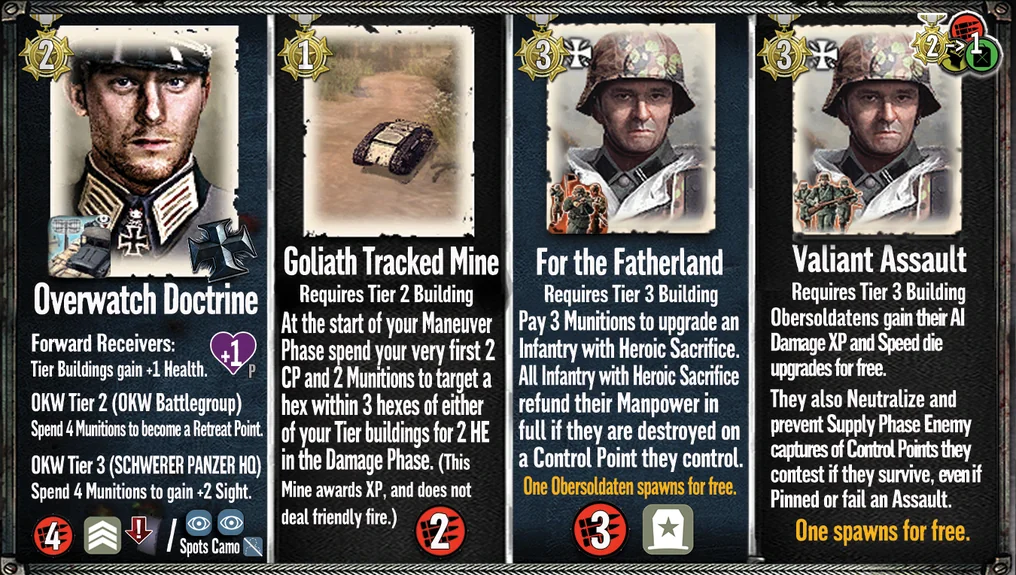 2
Overwatch Doctrine
Forward Receivers:
Tier Buildings gain +1 Health.
+1
P
OKW Tier 2 (OKW Battlegroup)
Spend 4 Munitions to become a Retreat Point.
OKW Tier 3 (SCHWERER PANZER HQ)
Spend 4 Munitions to gain +2 Sight.
4
/
Spots Camo
1
Goliath Tracked Mine
Requires Tier 2 Building
At the start of your Maneuver
Phase spend your very first 2
CP and 2 Munitions to target a
hex within 3 hexes of either
of your Tier buildings for 2 HE
in the Damage Phase. (This
Mine awards XP, and does not
deal friendly fire.)
2
3
For the Fatherland
Requires Tier 3 Building
Pay 3 Munitions to upgrade an
Infantry with Heroic Sacrifice.
All Infantry with Heroic Sacrifice
refund their Manpower in
full if they are destroyed on
a Control Point they control.
One Obersoldaten spawns for free.
3
3
2->1
Valiant Assault
Requires Tier 3 Building
Obersoldatens gain their AI
Damage XP and Speed die
upgrades for free.
They also Neutralize and
prevent Supply Phase Enemy
captures of Control Points they
contest if they survive, even if
Pinned or fail an Assault.
One spawns for free.